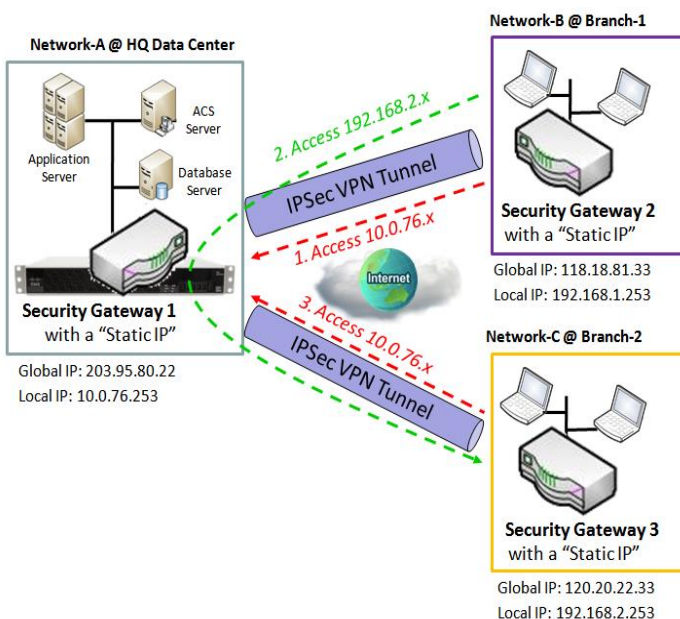 Network-A @ HQ Data Center
Application
Server
ACS
Server
Database
Server
Security Gateway 1
with a “Static IP”
Global IP: 203.95.80.22
Local IP: 10.0.76.253
2. Access 192.168.2.x
IPSec VPN Tunnel
1. Access 10.0.76.x
Internet
3. Access 10.0.76.x
IPSec VPN Tunnel
Network-B @ Branch-1
Security Gateway 2
with a “Static IP”
Global IP: 118.18.81.33
Local IP: 192.168.1.253
Network-C @ Branch-2
Security Gateway 3
with a “Static IP”
Global IP: 120.20.22.33
Local IP: 192.168.2.253